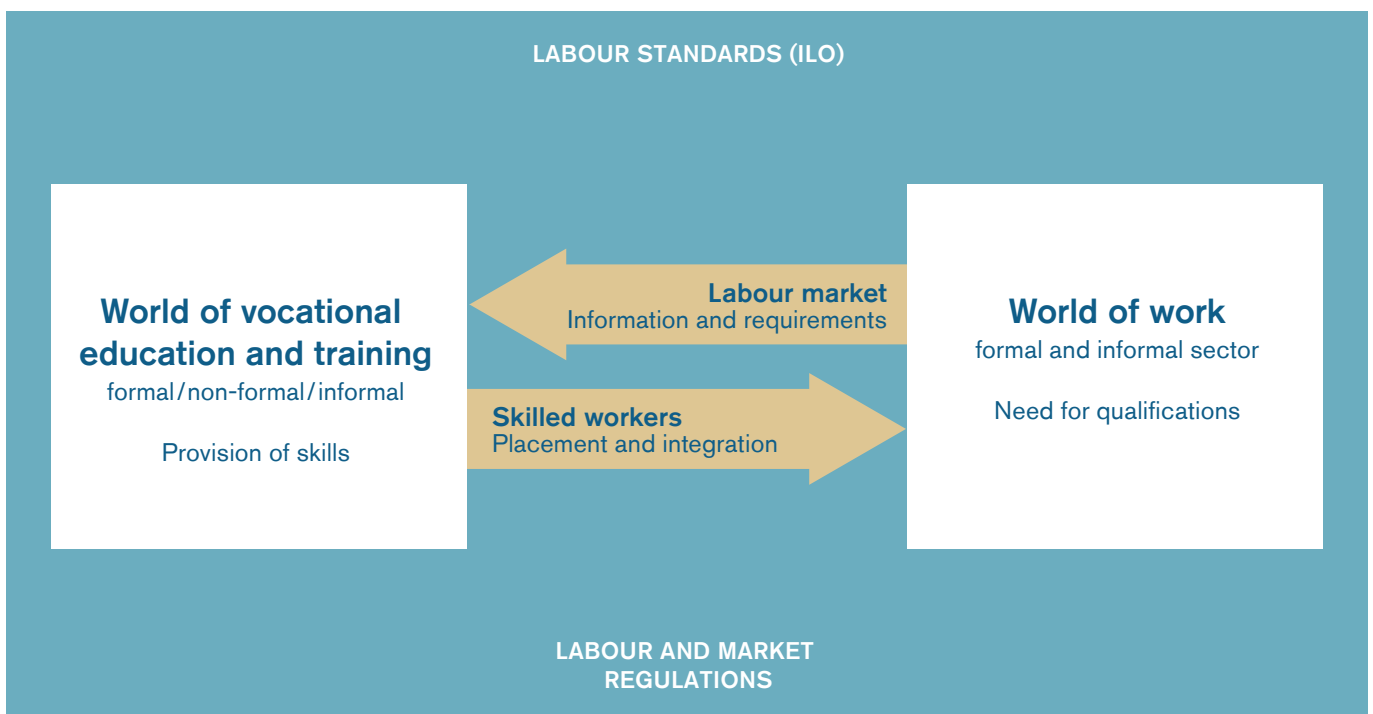 LABOUR STANDARDS (ILO)
World of vocational
education and training
formal/non-formal/informal
Provision of skills
Labour market
Information and requirements
Skilled workers
Placement and integration
World of work
formal and informal sector
Need for qualifications
LABOUR AND MARKET
REGULATIONS